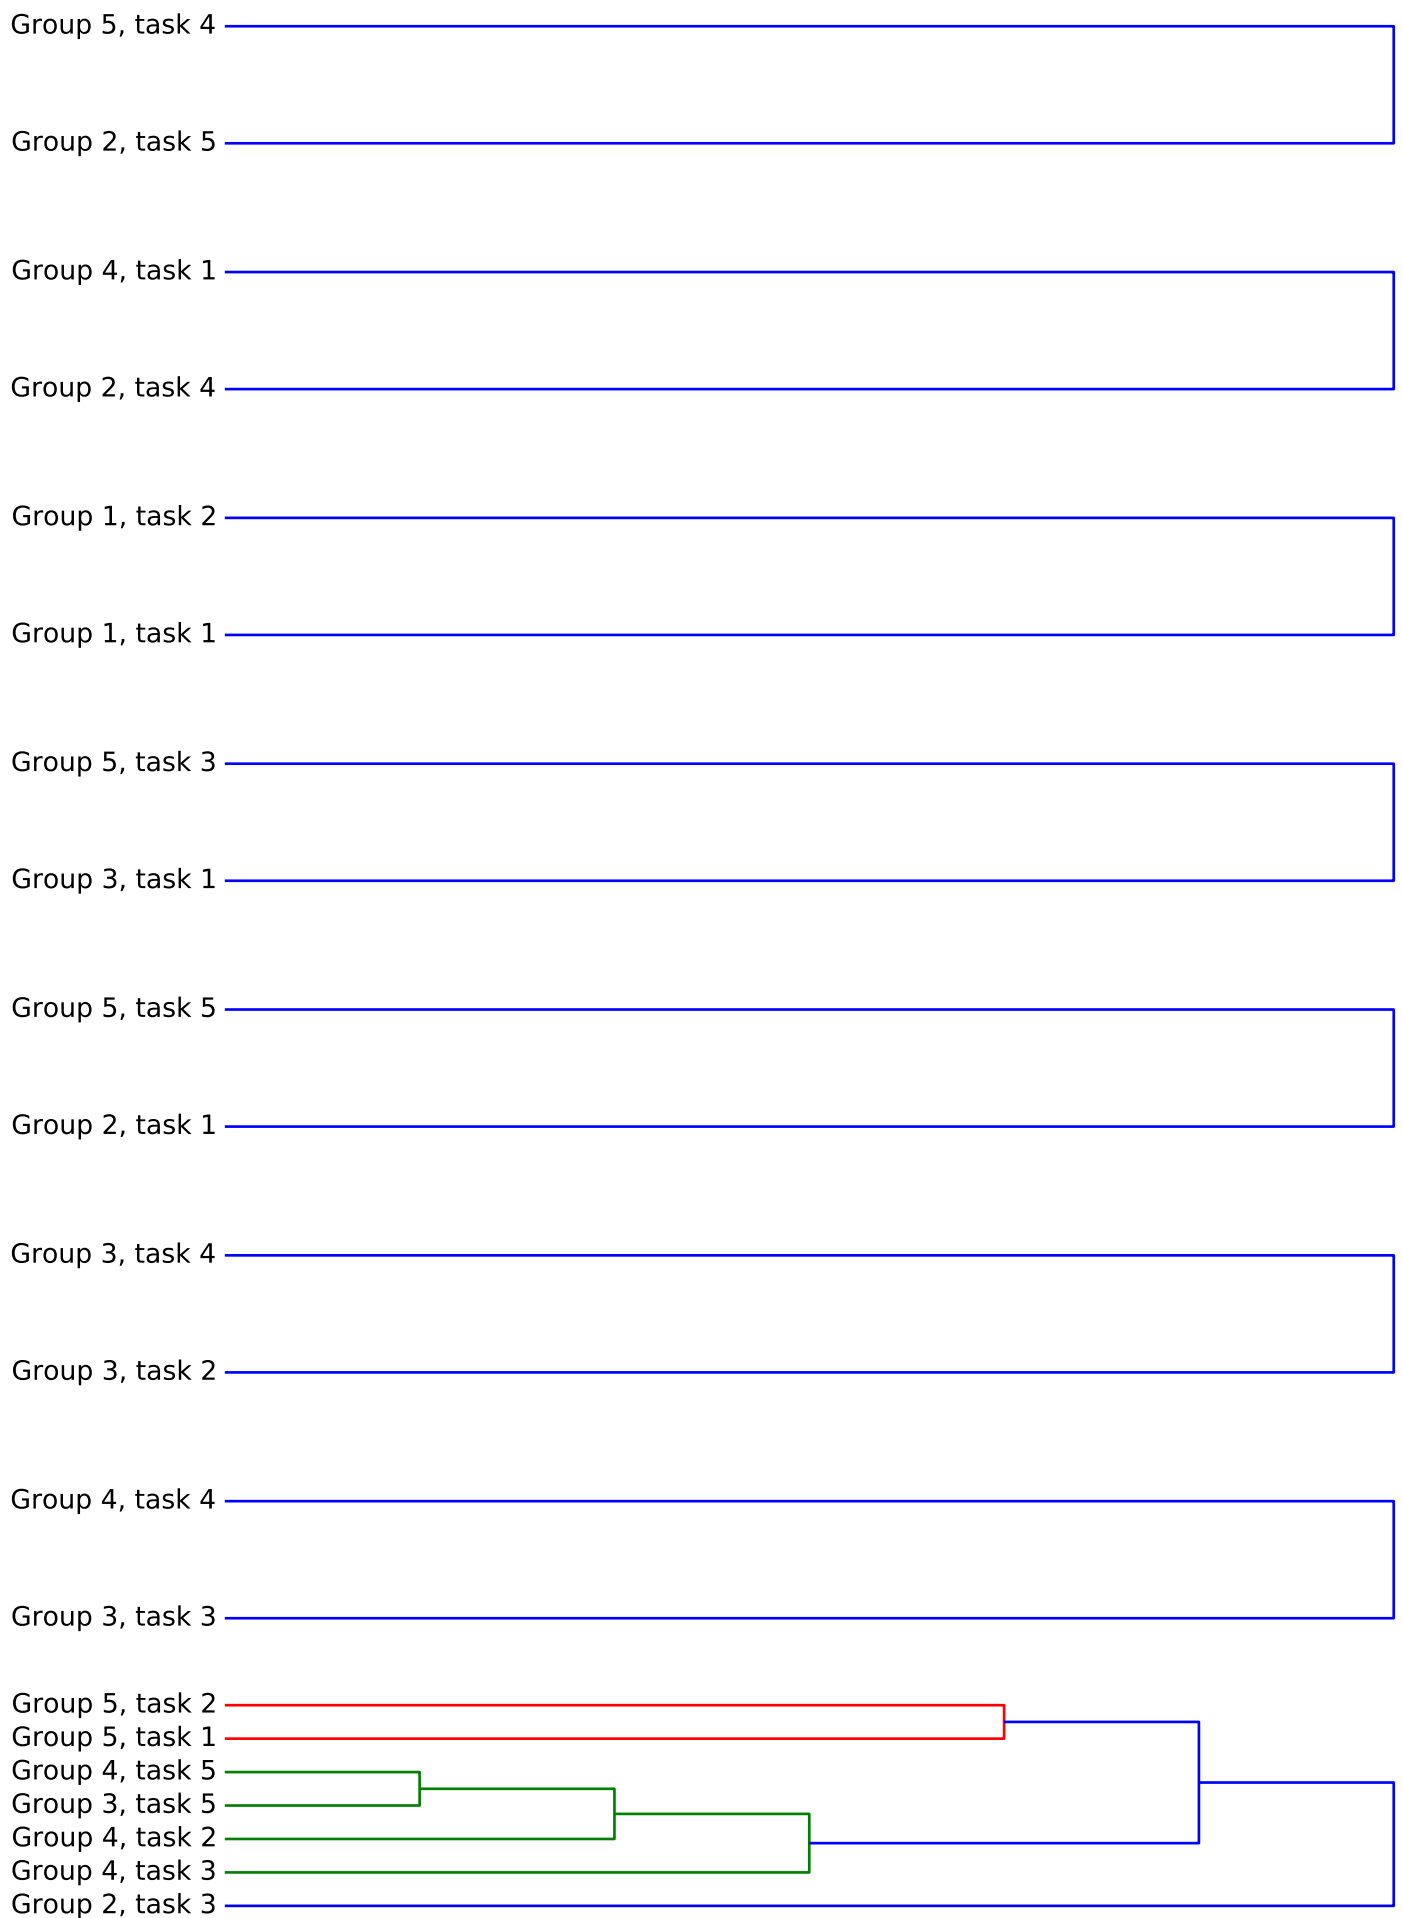 Group 5, task 4
Group 2, task 5
Group 4, task 1
Group 2, task 4
Group 1, task 2
Group 1, task 1
Group 5, task 3
Group 3, task 1
Group 5, task 5
Group 2, task 1
Group 3, task 4
Group 3, task 2
Group 4, task 4
Group 3, task 3
Group 5, task 2
Group 5, task 1
Group 4, task 5
Group 3, task 5
Group 4, task 2
Group 4, task 3
Group 2, task 3